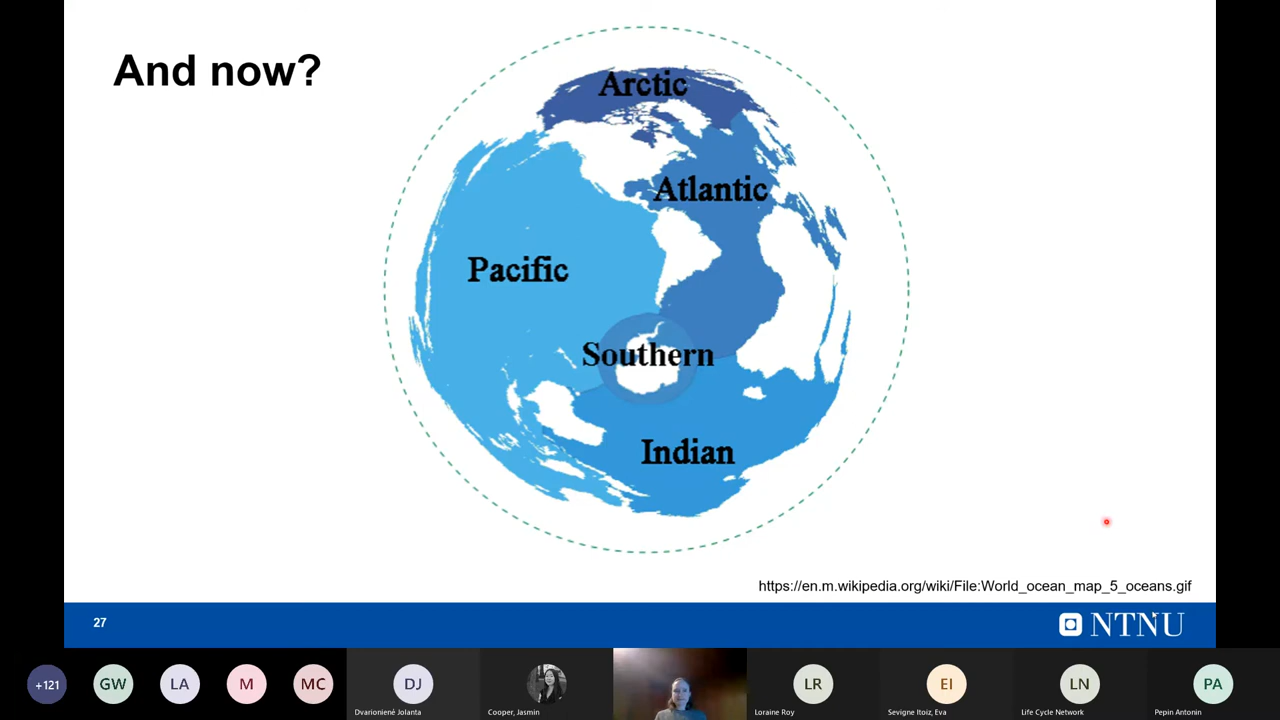 And now?
Arctic
Atlantic
Pacific
Southern
Indian
https://en.m.wikipedia.org/wiki/File:World_ocean_map_5_oceans.gif
27
NTNU
+121
GW
LA
M
MC
DJ
Dvarionienė Jolanta
Cooper, Jasmin
LR
Loraine Roy
EI
Sevigne Itoiz, Eva
LN
Life Cycle Network
PA
Pepin Antonin